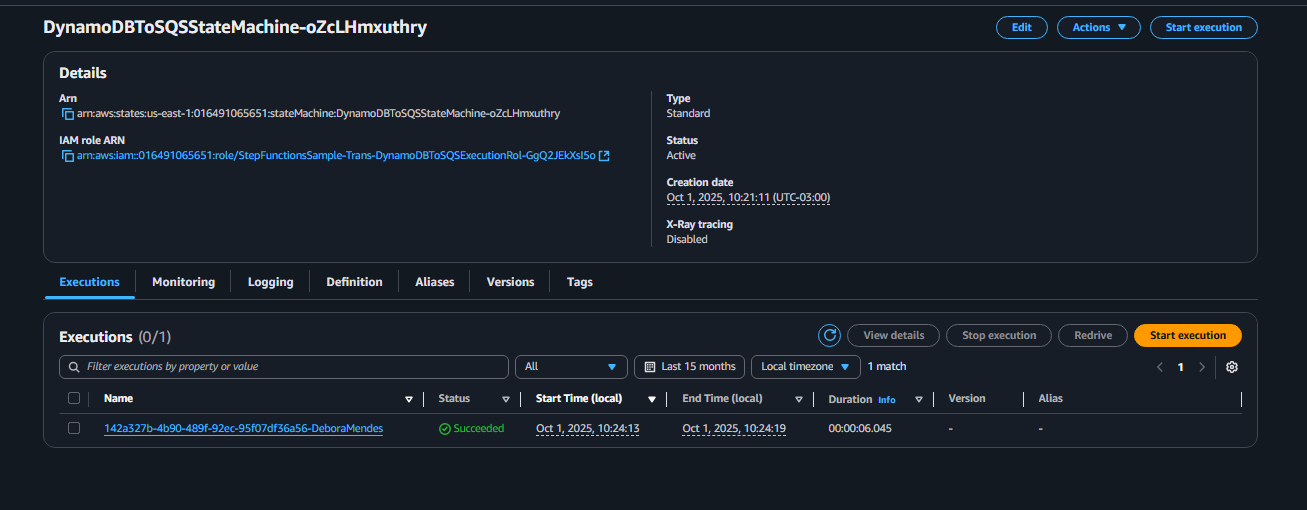 DynamoDBToSQSStateMachine-oZcLHmxuthry
Edit
Actions
Start execution
Details
Arn
arn:aws:states:us-east-1:016491065651:stateMachine:DynamoDBToSQSStateMachine-oZcLHmxuthry
IAM role ARN
arn:aws:iam::016491065651:role/StepFunctionsSample-Trans-DynamoDBToSQSExecutionRol-GgQ2JEkXsI5o
Type
Standard
Status
Active
Creation date
Oct 1, 2025, 10:21:11 (UTC-03:00)
X-Ray tracing
Disabled
Executions
Monitoring
Logging
Definition
Aliases
Versions
Tags
Executions (0/1)
View details
Stop execution
Redrive
Start execution
Filter executions by property or value
All
Last 15 months
Local timezone
1 match
1
Name
Status
Start Time (local)
End Time (local)
Duration Info
Version
Alias
142a327b-4b90-489f-92ec-95f07df36a56-DeboraMendes
Succeeded
Oct 1, 2025, 10:24:13
Oct 1, 2025, 10:24:19
00:00:06.045
-
-